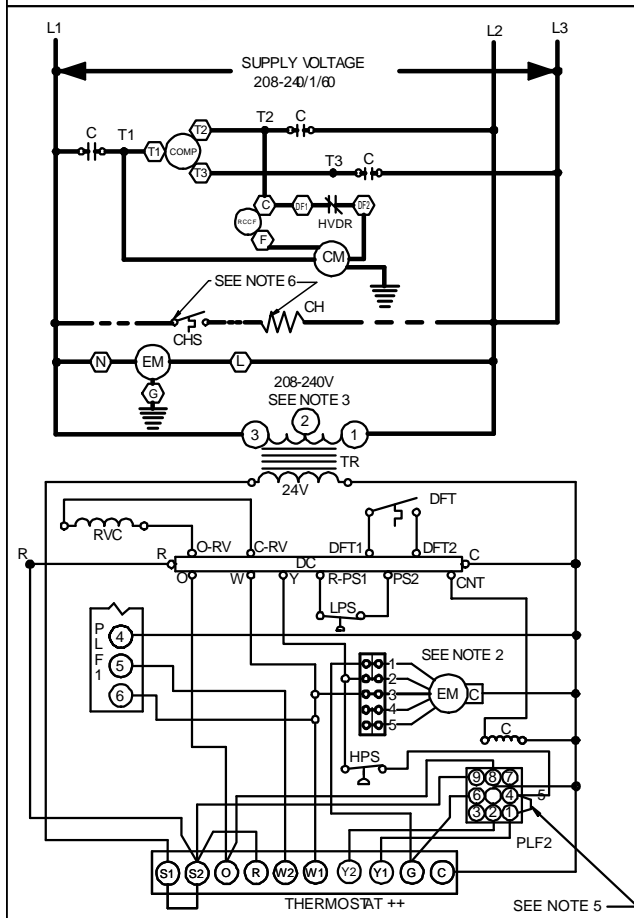 L1 L2 L3
SUPPLY VOLTAGE
208-240/1/60
C T1 T2 C
T1 COMP T2
T3 T3 C
C DF1 HVDR DF2
RCCF
F
CM
SEE NOTE 6
CH
CHS
N EM L
G
208-240V
SEE NOTE 3
3 2 1
TR
24V
DFT
RVC
O-RV C-RV DFT1 DFT2
R DC C
O W Y R-PS1 PS2 CNT
LPS
PLF1
4
5
6
SEE NOTE 2
1
2
3
4
5
EM C
C
HPS
9 8 7
6 4 5
3 2 1
PLF2
S1 S2 O R W2 W1 Y2 Y1 G C
THERMOSTAT ++
SEE NOTE 5